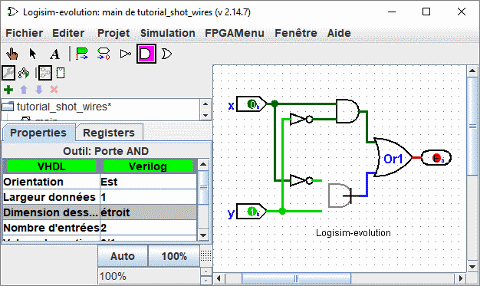 Logisim-evolution: main de tutorial_shot_wires (v 2.14.7)
Fichier Editer Projet Simulation FPGAMenu Fenêtre Aide
tutorial_shot_wires*
Properties Registers
Outil: Porte AND
VHDL Verilog
Orientation Est
Largeur données 1
Dimension dess... étroit
Nombre d'entrées 2
Auto 100%
100%
x
Or1
y
Logisim-evolution